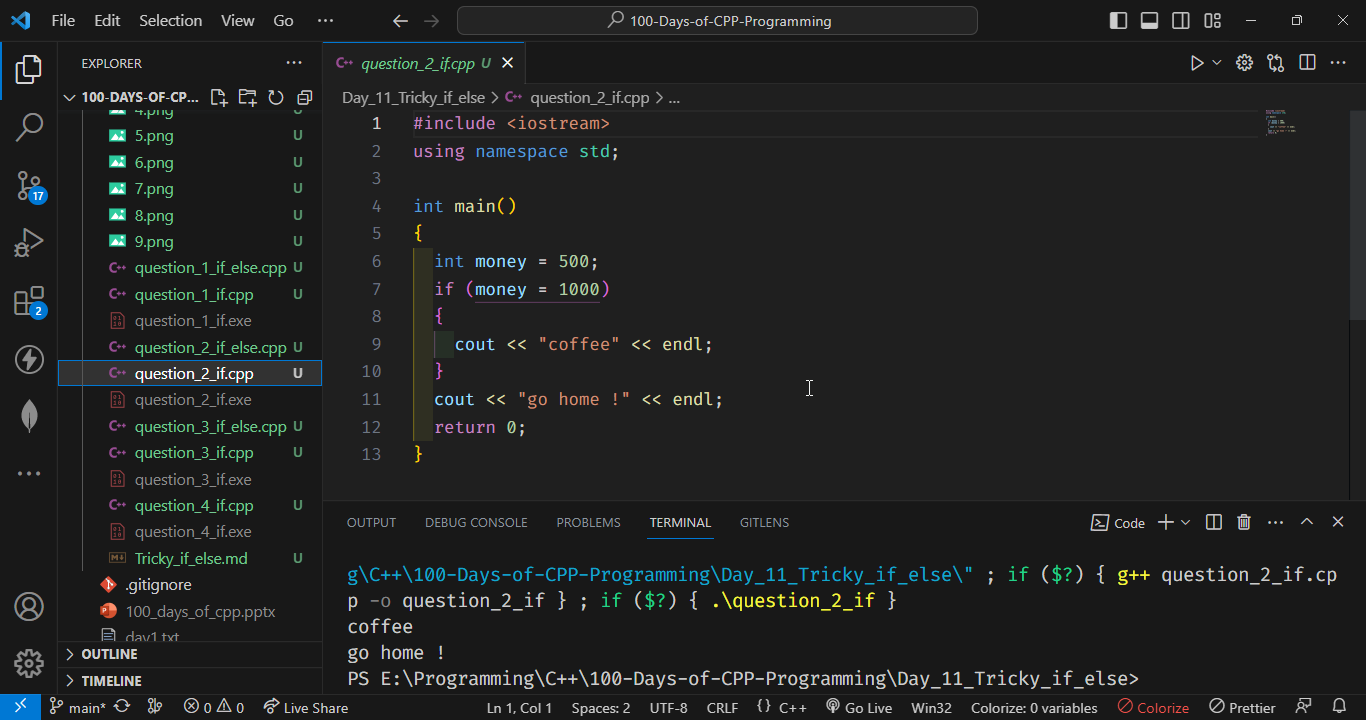 File Edit Selection View Go ···
100-Days-of-CPP-Programming
EXPLORER
100-DAYS-OF-CP...
4.png U
5.png U
6.png U
7.png U
8.png U
9.png U
question_1_if_else.cpp U
question_1_if.cpp U
question_1_if.exe
question_2_if_else.cpp U
question_2_if.cpp U
question_2_if.exe
question_3_if_else.cpp U
question_3_if.cpp U
question_3_if.exe
question_4_if.cpp U
question_4_if.exe
Tricky_if_else.md U
.gitignore
100_days_of_cpp.pptx
day1.txt
OUTLINE
TIMELINE
17
2
question_2_if.cpp U
Day_11_Tricky_if_else > question_2_if.cpp > ...
1 #include <iostream>
2 using namespace std;
3
4 int main()
5 {
6 int money = 500;
7 if (money = 1000)
8 {
9 cout << "coffee" << endl;
10 }
11 cout << "go home !" << endl;
12 return 0;
13 }
OUTPUT DEBUG CONSOLE PROBLEMS TERMINAL GITLENS
Code
g\C++\100-Days-of-CPP-Programming\Day_11_Tricky_if_else\" ; if ($?) { g++ question_2_if.cp
p -o question_2_if } ; if ($?) { .\question_2_if }
coffee
go home !
PS E:\Programming\C++\100-Days-of-CPP-Programming\Day_11_Tricky_if_else>
main* 0 0 Live Share Ln 1, Col 1 Spaces: 2 UTF-8 CRLF {} C++ Go Live Win32 Colorize: 0 variables Colorize Prettier